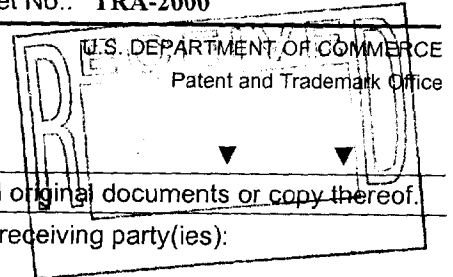 et No.: TRA-2000
RECEIVED
U.S. DEPARTMENT OF COMMERCE
Patent and Trademark Office
original documents or copy thereof.
receiving party(ies):